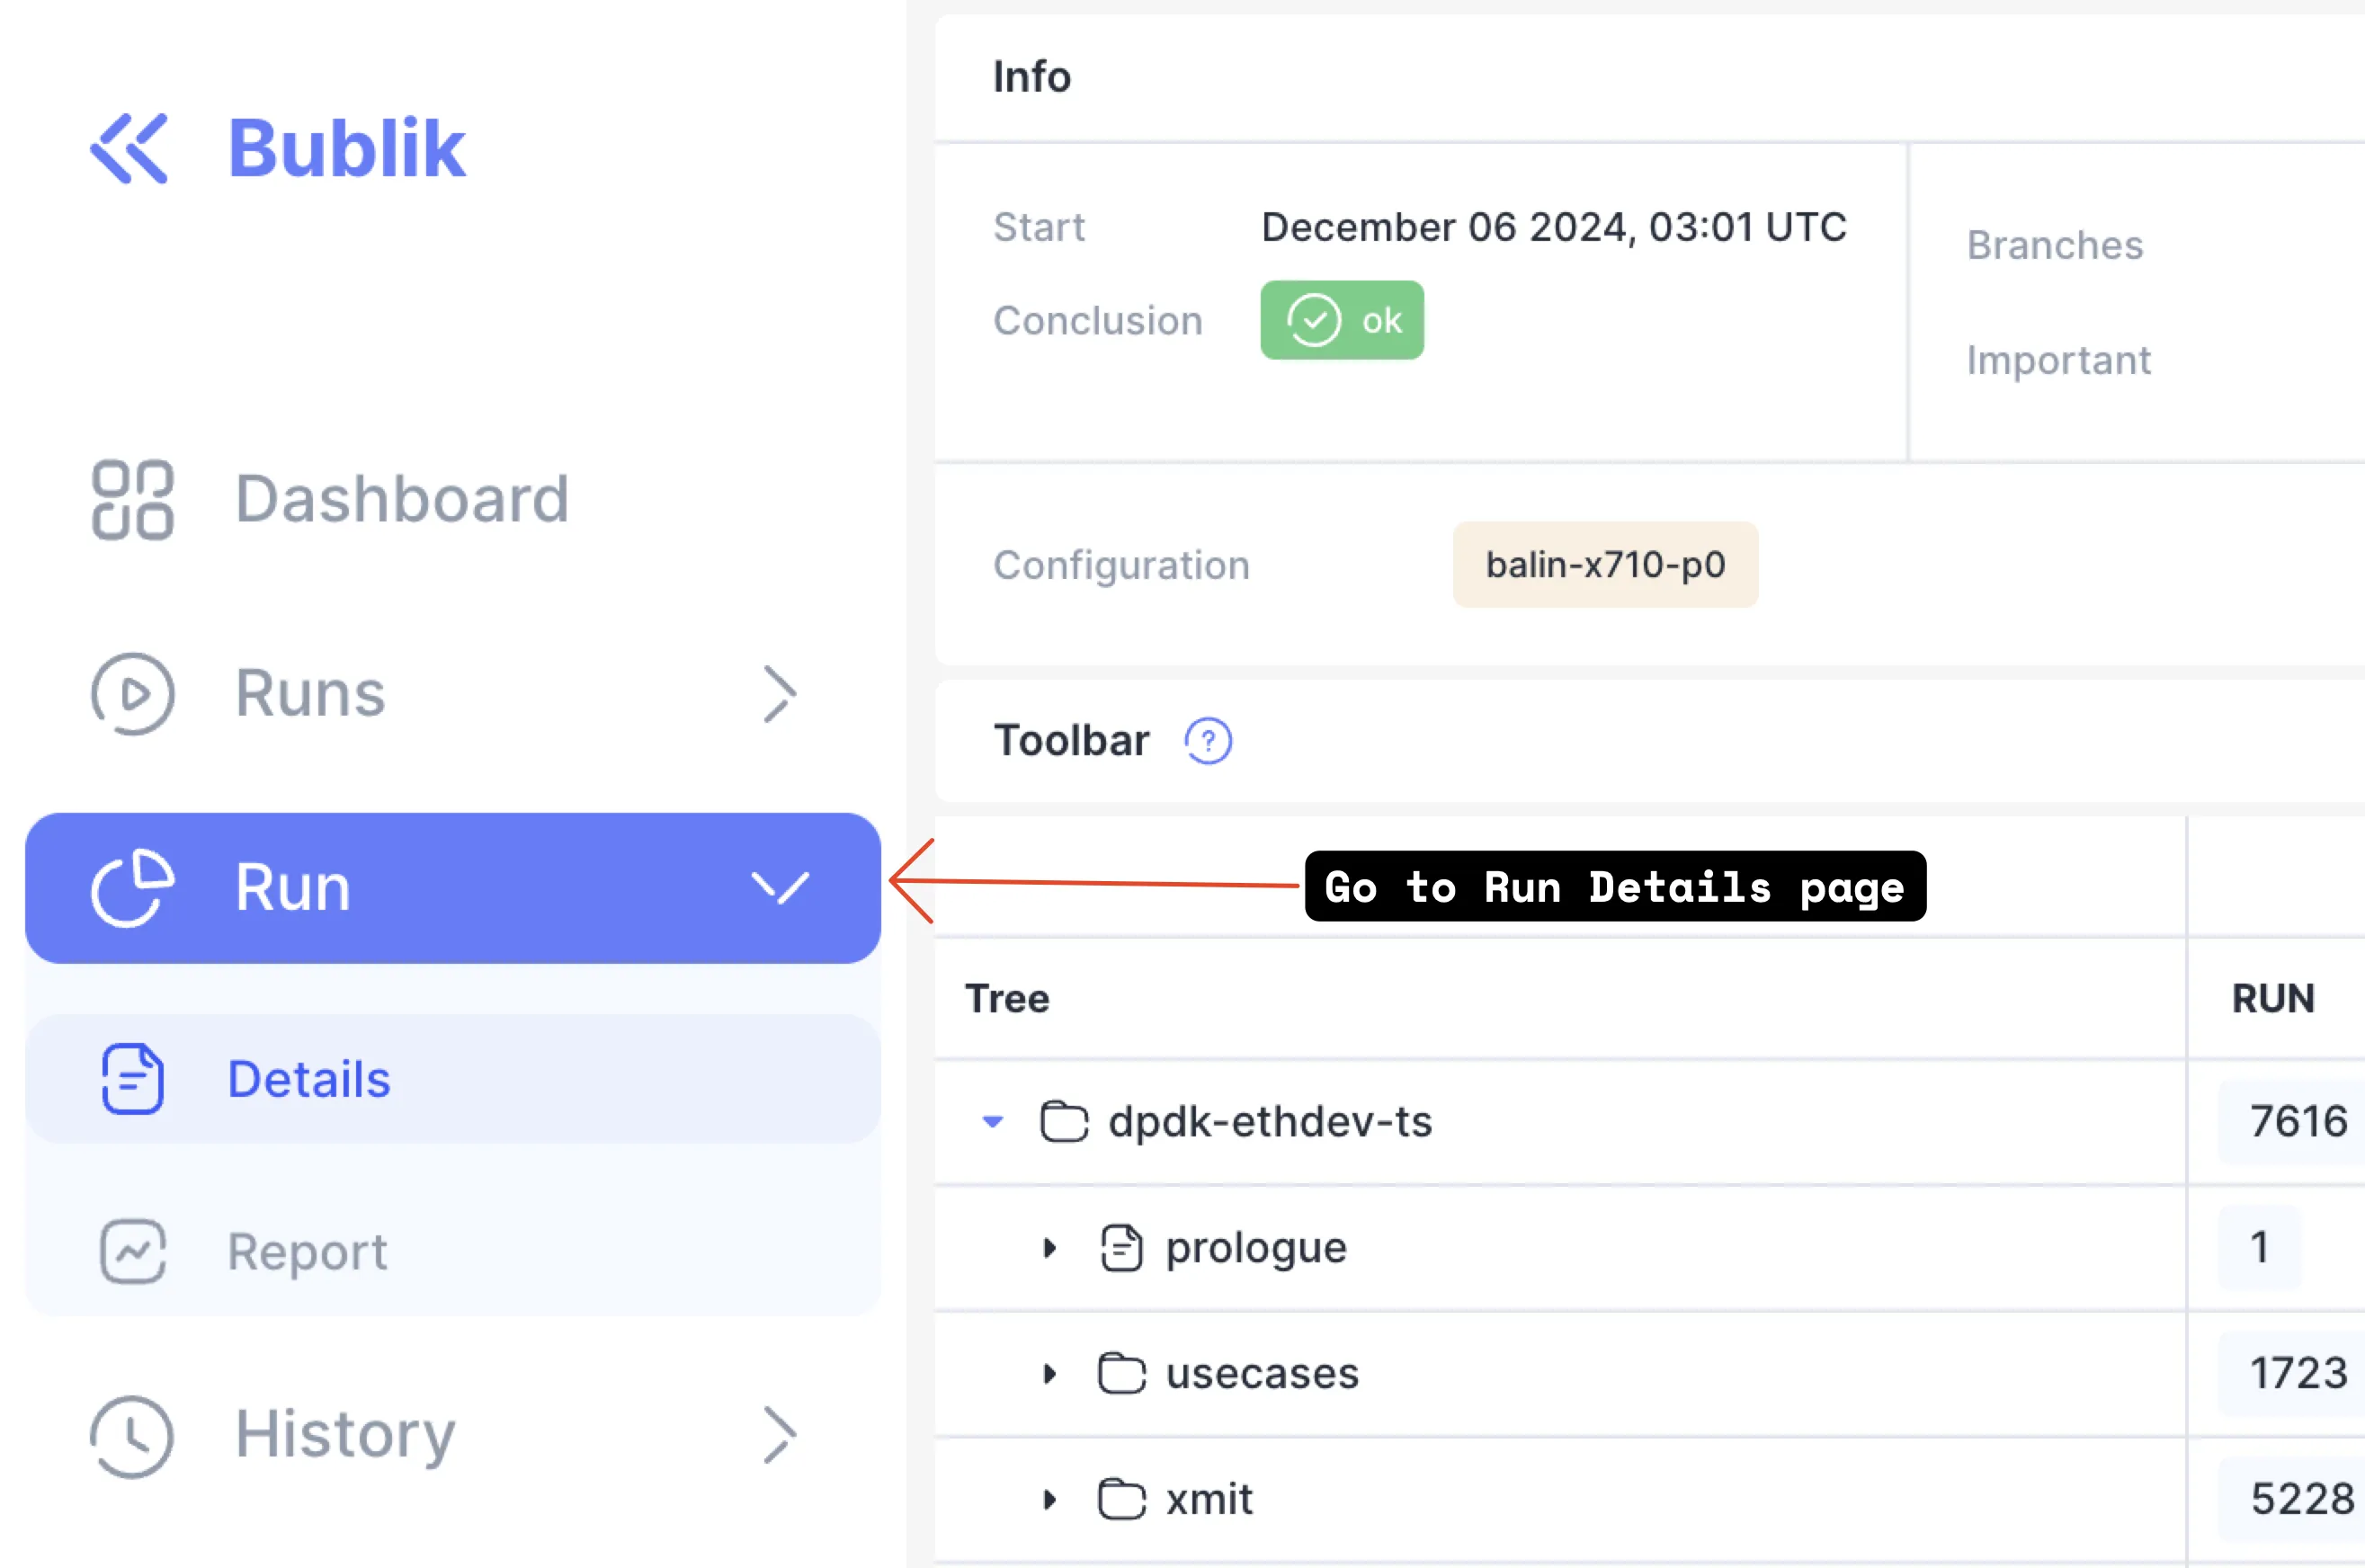 Bublik
Dashboard
Runs
Run
Details
Report
History
Info
Start December 06 2024, 03:01 UTC
Conclusion ok
Branches
Important
Configuration balin-x710-p0
Toolbar ?
Go to Run Details page
Tree RUN
dpdk-ethdev-ts 7616
prologue 1
usecases 1723
xmit 5228